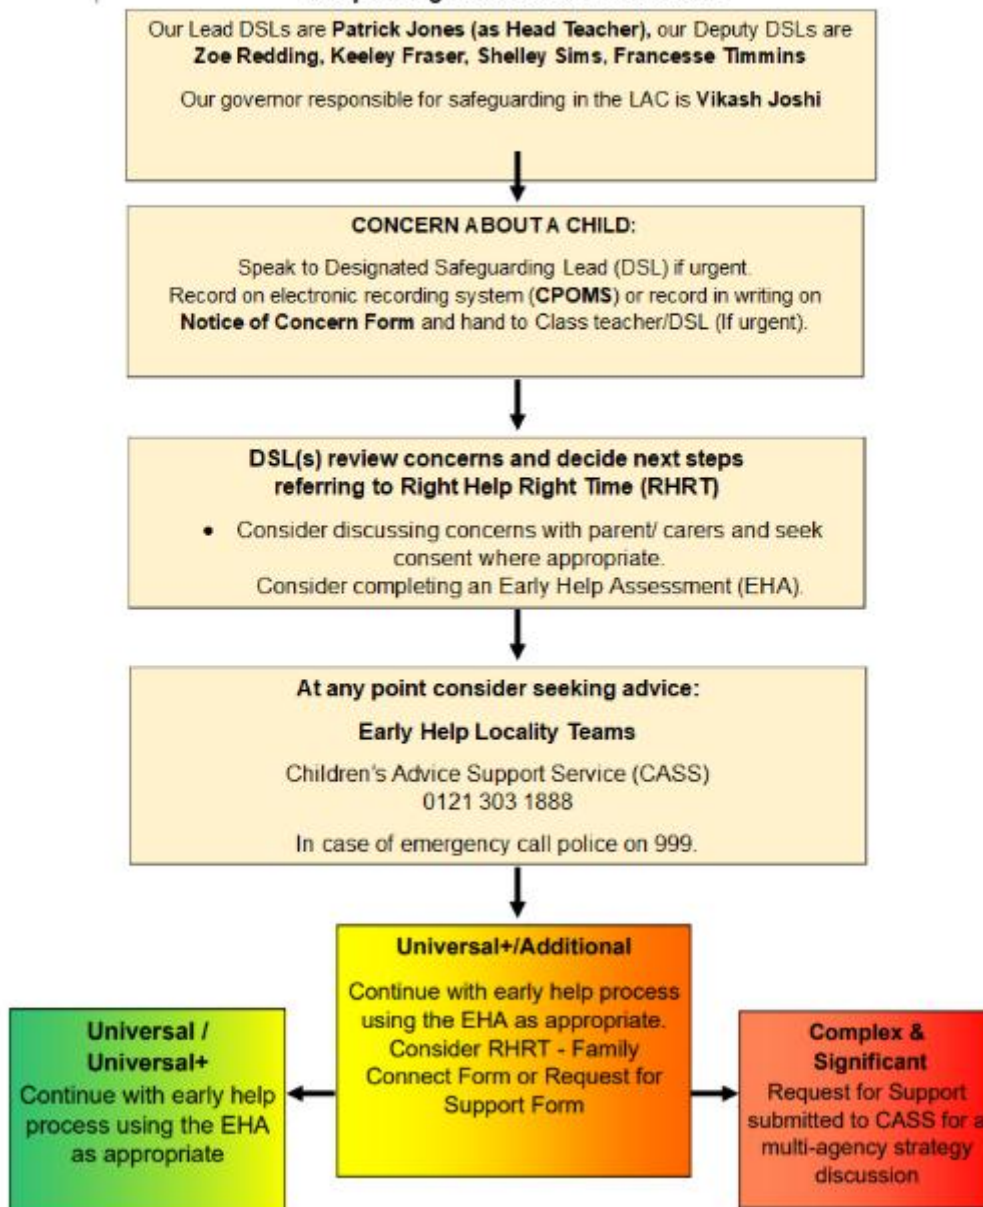 Our Lead DSLs are Patrick Jones (as Head Teacher), our Deputy DSLs are
Zoe Redding, Keeley Fraser, Shelley Sims, Francesse Timmins
Our governor responsible for safeguarding in the LAC is Vikash Joshi
CONCERN ABOUT A CHILD:
Speak to Designated Safeguarding Lead (DSL) if urgent.
Record on electronic recording system (CPOMS) or record in writing on
Notice of Concern Form and hand to Class teacher/DSL (If urgent).
DSL(s) review concerns and decide next steps
referring to Right Help Right Time (RHRT)
• Consider discussing concerns with parent/ carers and seek
consent where appropriate.
Consider completing an Early Help Assessment (EHA).
At any point consider seeking advice:
Early Help Locality Teams
Children's Advice Support Service (CASS)
0121 303 1888
In case of emergency call police on 999.
Universal+/Additional
Continue with early help process
using the EHA as appropriate.
Consider RHRT - Family
Connect Form or Request for
Support Form
Universal /
Universal+
Continue with early help
process using the EHA
as appropriate
Complex &
Significant
Request for Support
submitted to CASS for a
multi-agency strategy
discussion